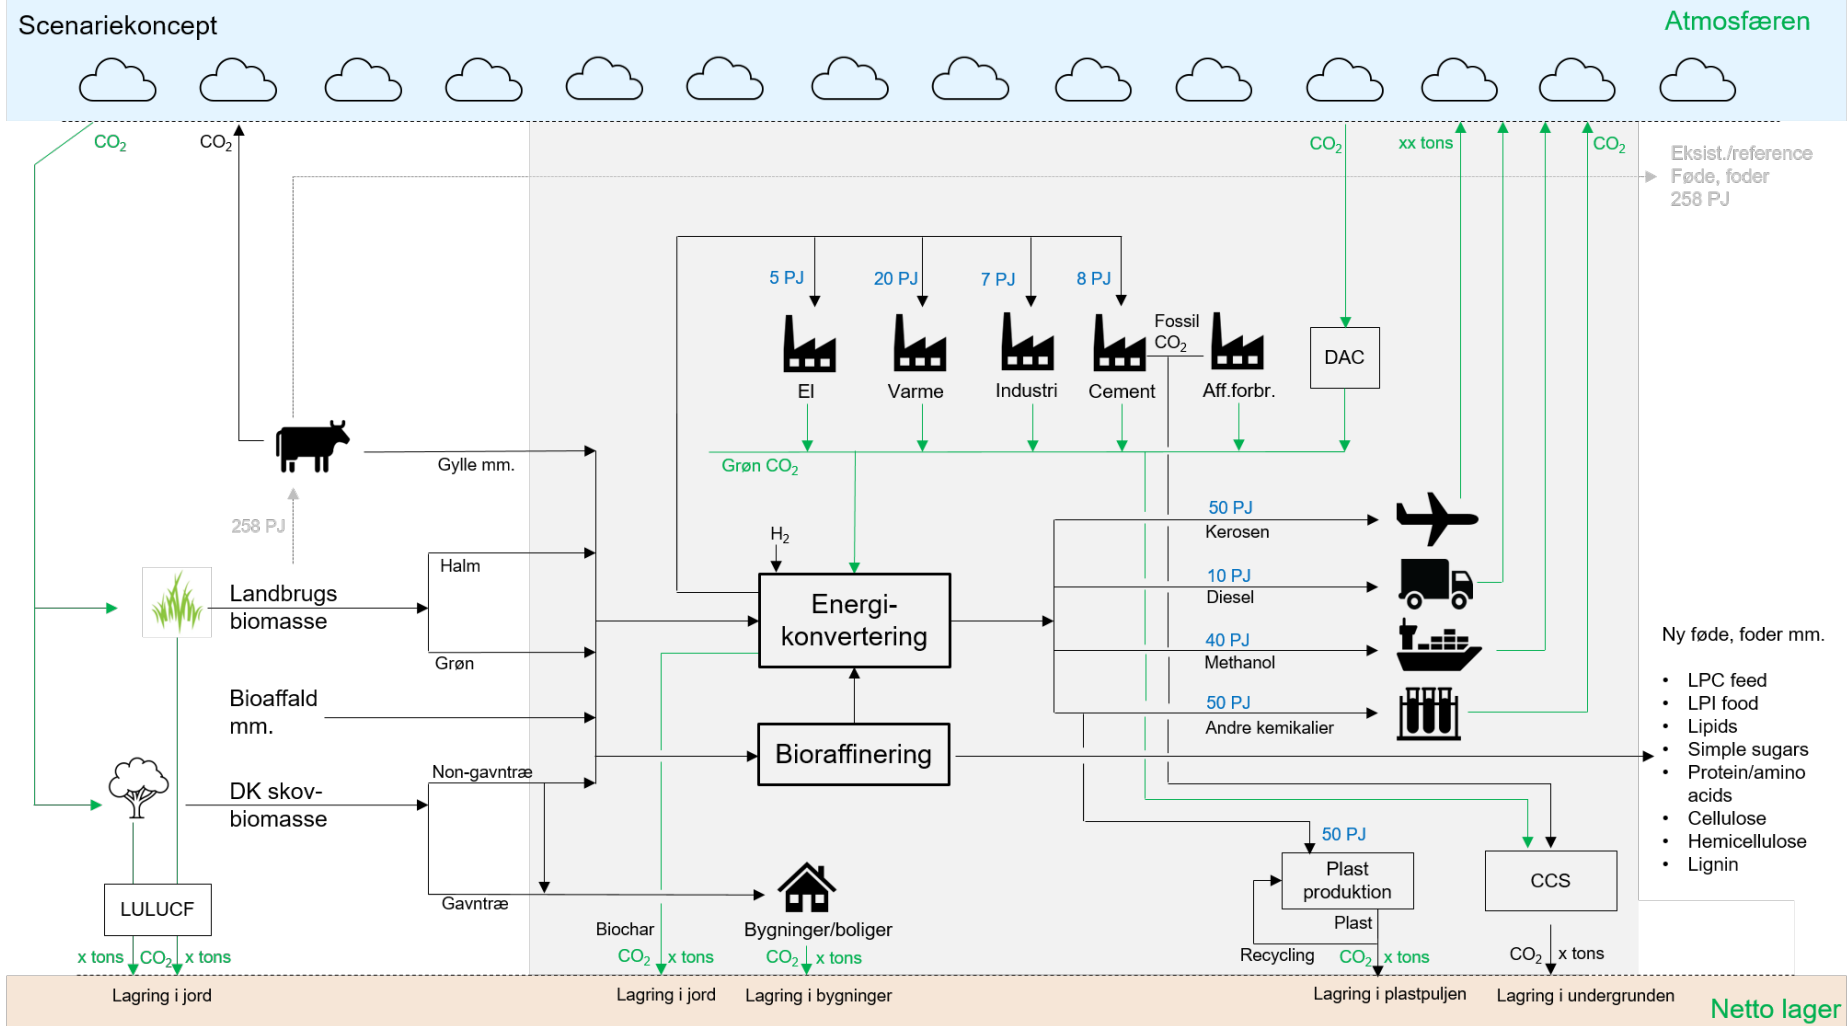 Scenariekoncept
Atmosfæren
CO2
CO2
CO2
xx tons
CO2
Eksist./reference
Føde, foder
258 PJ
5 PJ
20 PJ
7 PJ
8 PJ
Fossil
CO2
DAC
El
Varme
Industri
Cement
Aff.forbr.
Gylle mm.
Grøn CO2
258 PJ
50 PJ
Kerosen
H2
Halm
Landbrugs
biomasse
Energi-
konvertering
10 PJ
Diesel
Grøn
40 PJ
Methanol
Ny føde, foder mm.
Bioaffald
mm.
50 PJ
Andre kemikalier
• LPC feed
• LPI food
• Lipids
• Simple sugars
• Protein/amino
acids
• Cellulose
• Hemicellulose
• Lignin
Bioraffinering
Non-gavntræ
DK skov-
biomasse
50 PJ
Plast
produktion
CCS
Gavntræ
LULUCF
Biochar
Bygninger/boliger
Plast
Recycling
x tons CO2 x tons
CO2 x tons
CO2 x tons
CO2 x tons
CO2 x tons
Lagring i jord
Lagring i jord
Lagring i bygninger
Lagring i plastpuljen
Lagring i undergrunden
Netto lager